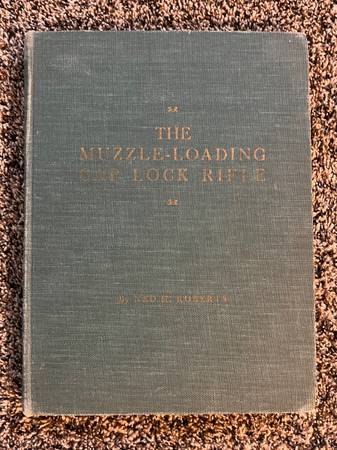 THE
MUZZLE-LOADING
CAP LOCK RIFLE
By NED H. ROBERTS